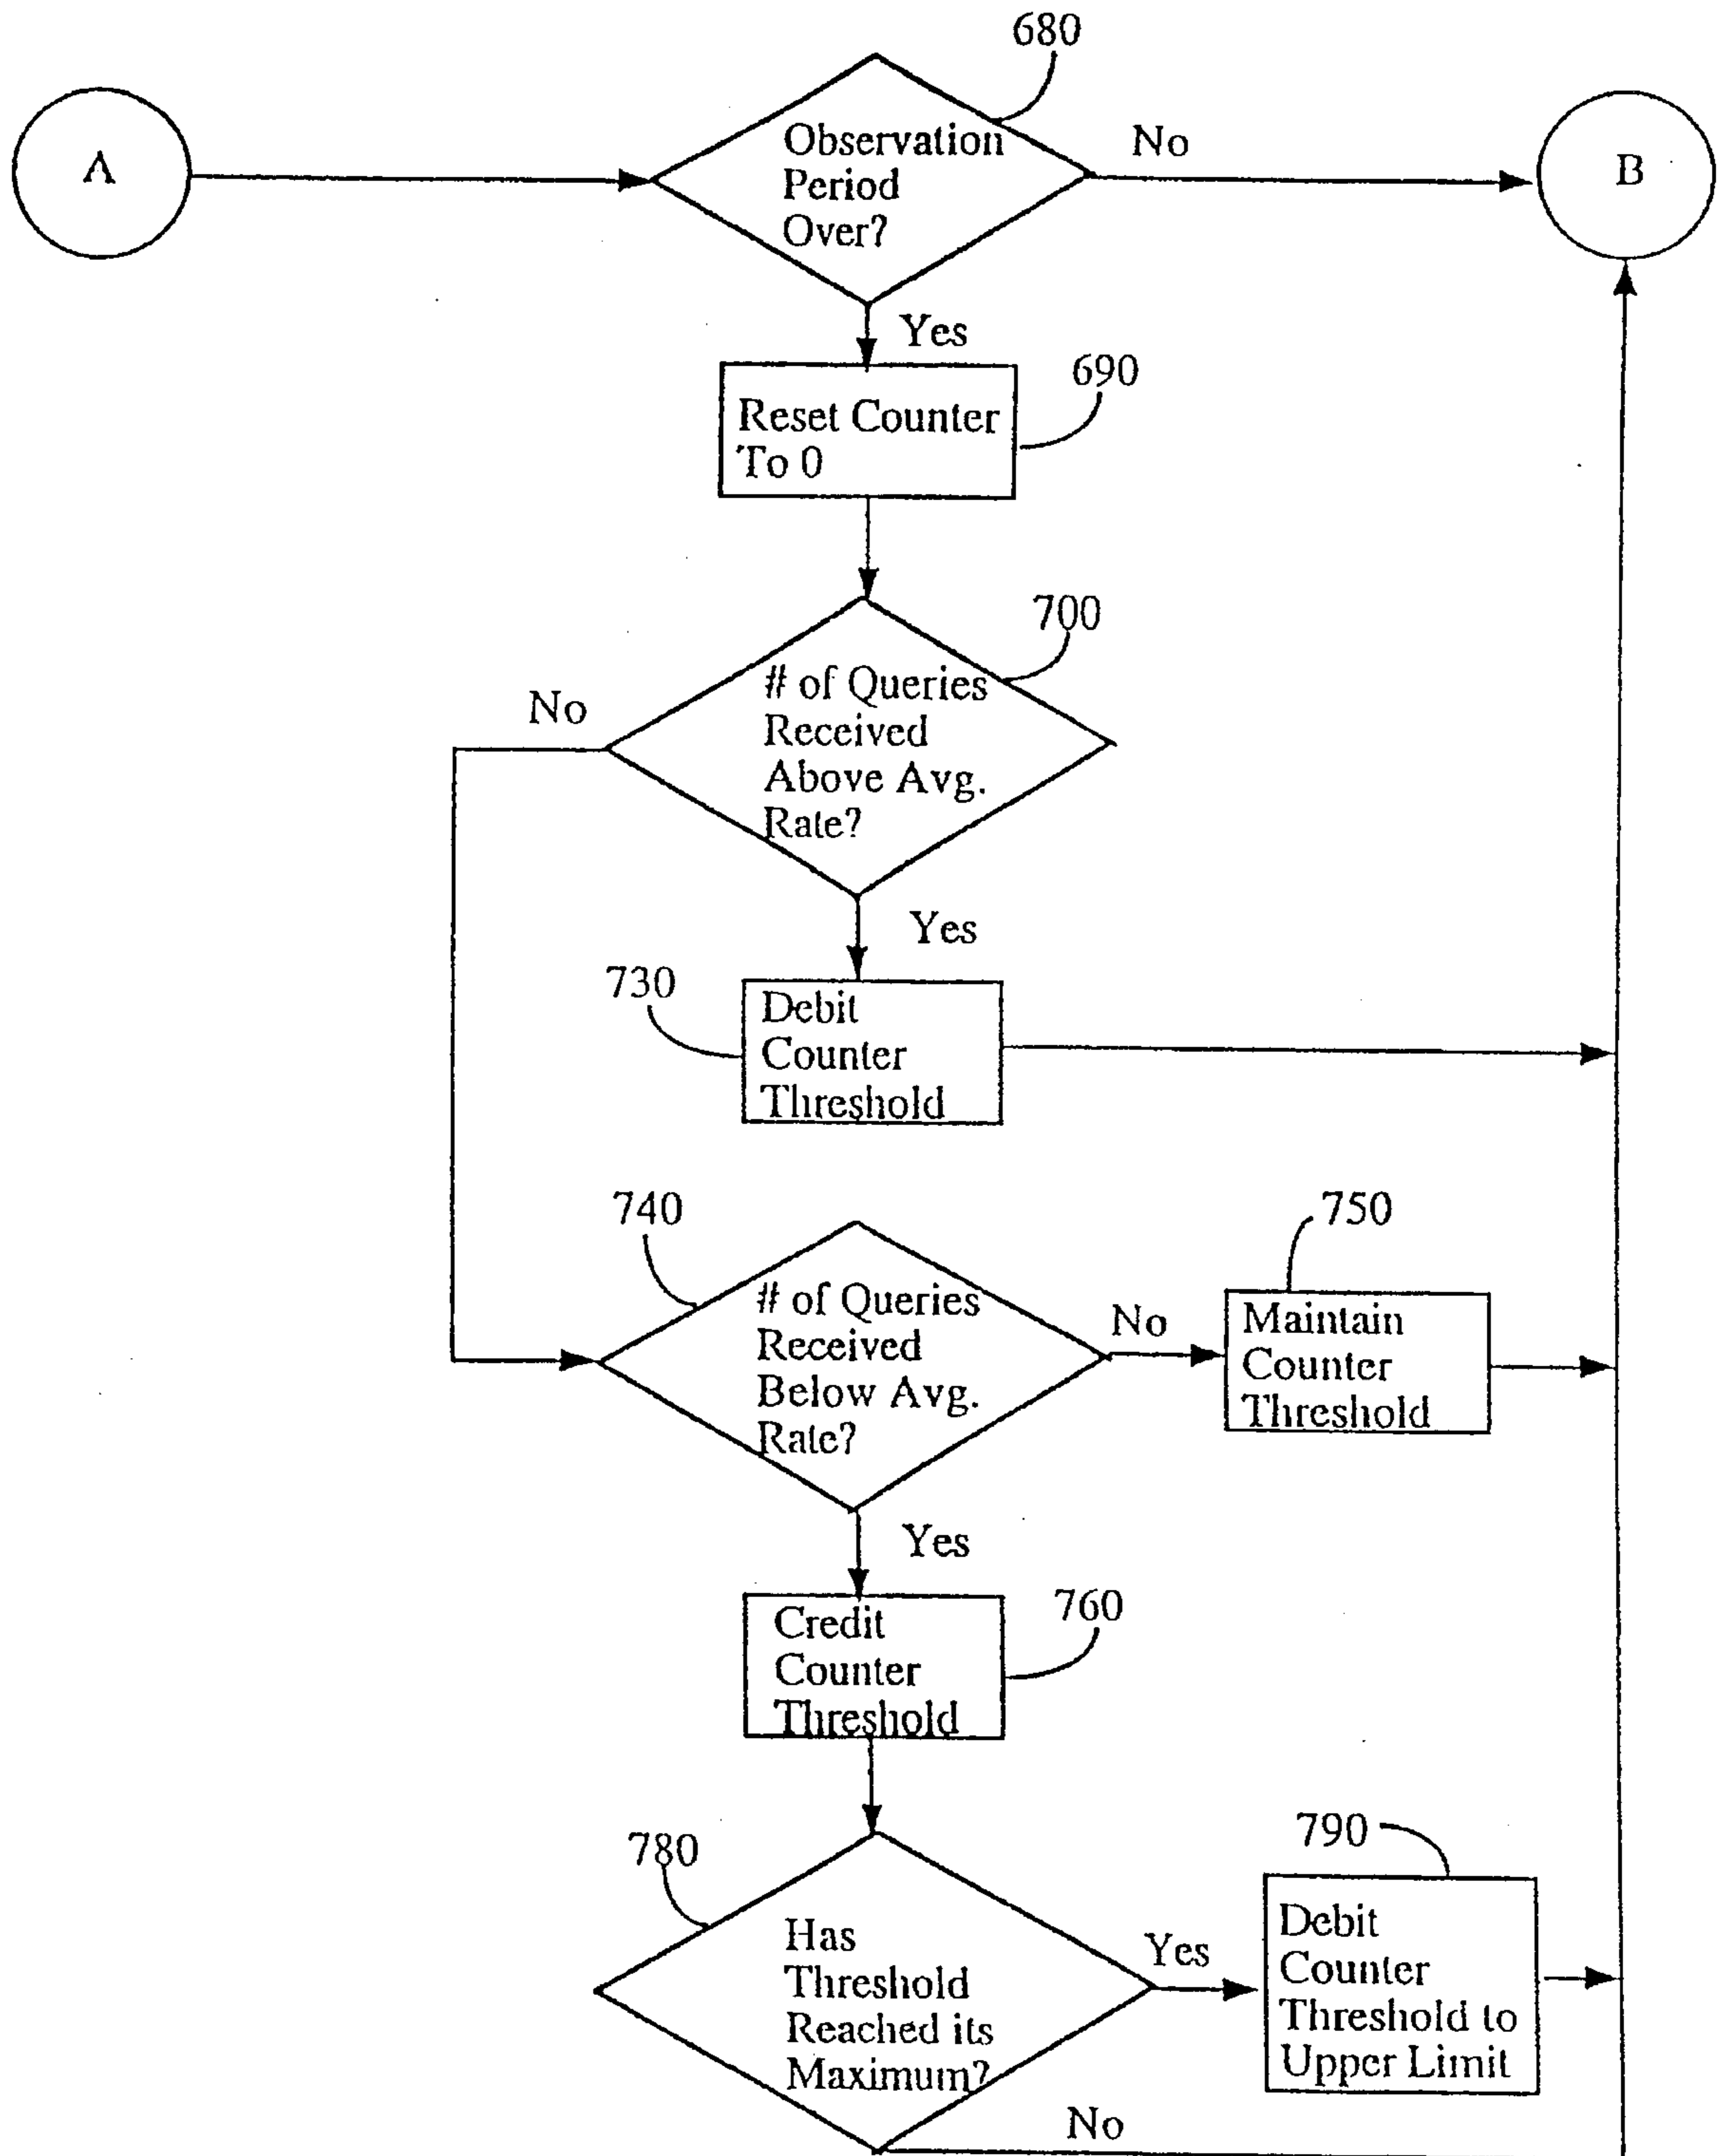 680
A
Observation
Period
Over?
No
B
Yes
690
Reset Counter
To 0
700
# of Queries
Received
Above Avg.
Rate?
No
Yes
730
Debit
Counter
Threshold
740
# of Queries
Received
Below Avg.
Rate?
No
750
Maintain
Counter
Threshold
Yes
760
Credit
Counter
Threshold
780
Has
Threshold
Reached its
Maximum?
Yes
790
Debit
Counter
Threshold to
Upper Limit
No